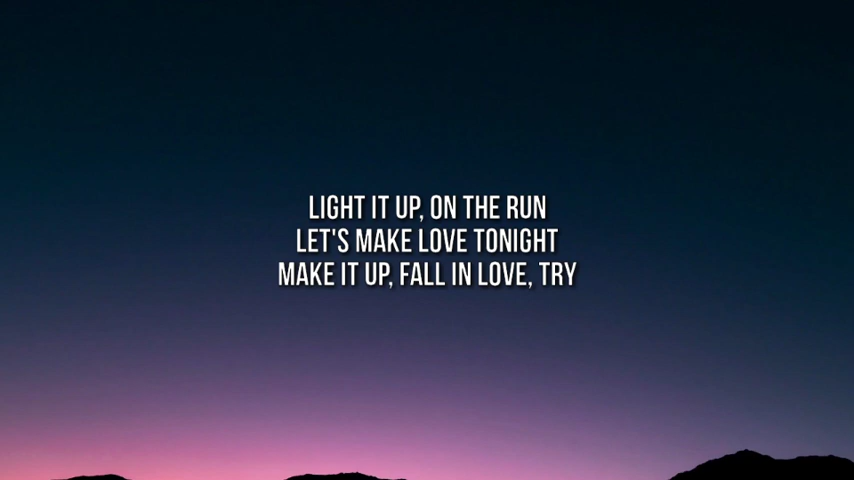 LIGHT IT UP, ON THE RUN
LET'S MAKE LOVE TONIGHT
MAKE IT UP, FALL IN LOVE, TRY